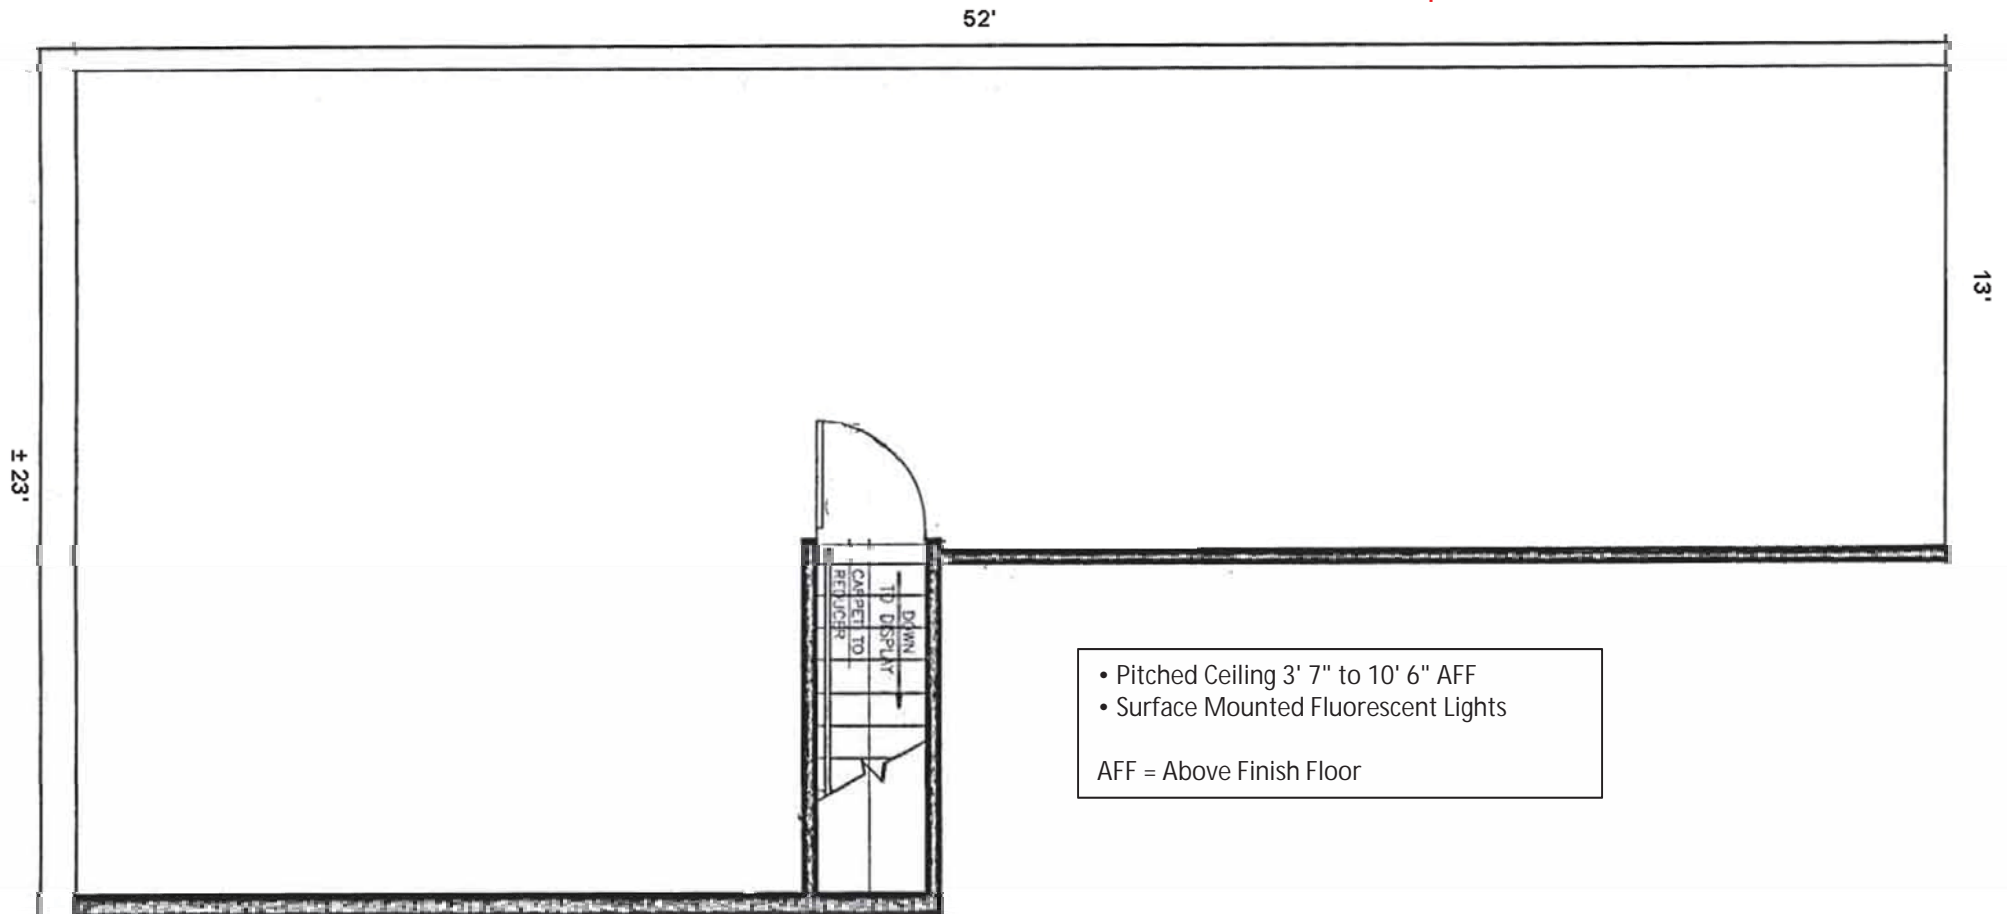 52'
13'
± 23'
DOWN
TO DISPLAY
CARPET TO
REDUCER
• Pitched Ceiling 3' 7" to 10' 6" AFF
• Surface Mounted Fluorescent Lights
AFF = Above Finish Floor